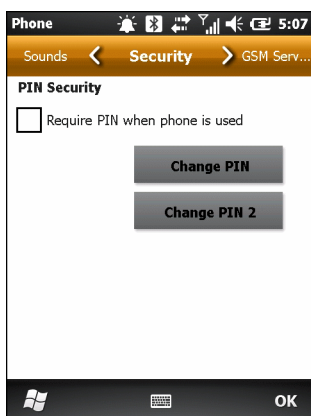 Phone 5:07
Sounds Security GSM Serv...
PIN Security
Require PIN when phone is used
Change PIN
Change PIN 2
OK